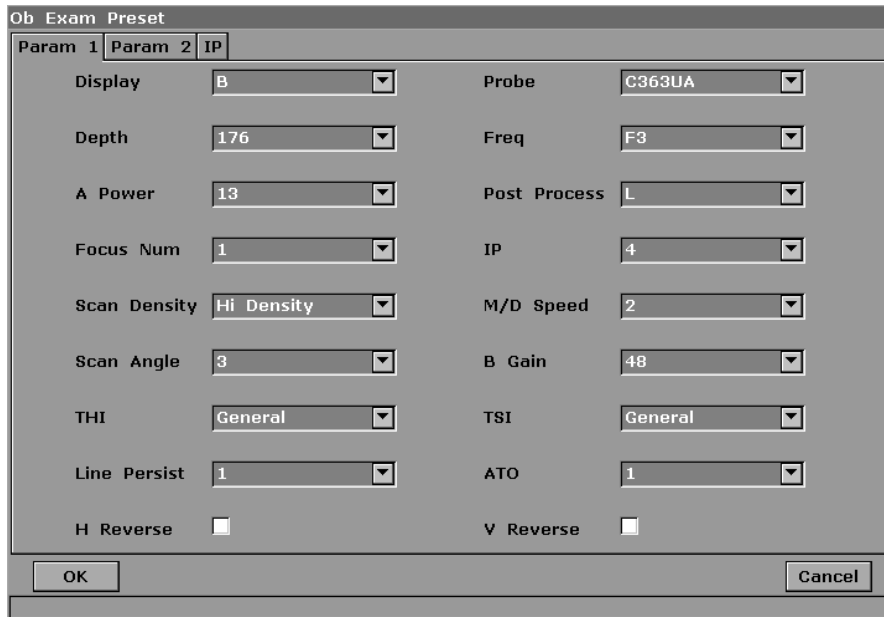 Ob Exam Preset
Param 1 Param 2 IP
Display B Probe C363UA
Depth 176 Freq F3
A Power 13 Post Process L
Focus Num 1 IP 4
Scan Density Hi Density M/D Speed 2
Scan Angle 3 B Gain 48
THI General TSI General
Line Persist 1 ATO 1
H Reverse V Reverse
OK Cancel